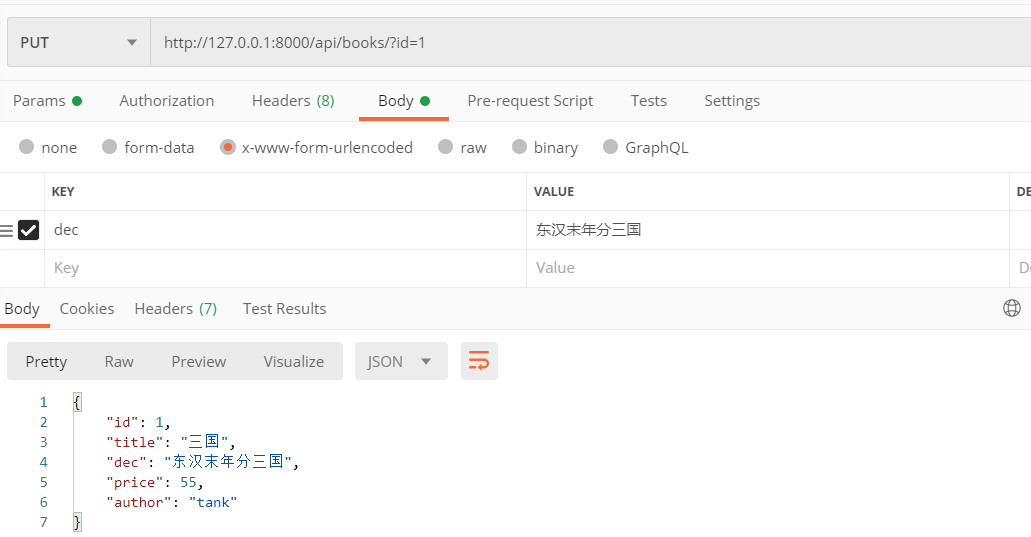 PUT http://127.0.0.1:8000/api/books/?id=1
Params Authorization Headers (8) Body Pre-request Script Tests Settings
none form-data x-www-form-urlencoded raw binary GraphQL
KEY VALUE DE
dec 东汉末年分三国
Key Value De
Body Cookies Headers (7) Test Results
Pretty Raw Preview Visualize JSON
1 {
2 "id": 1,
3 "title": "三国",
4 "dec": "东汉末年分三国",
5 "price": 55,
6 "author": "tank"
7 }